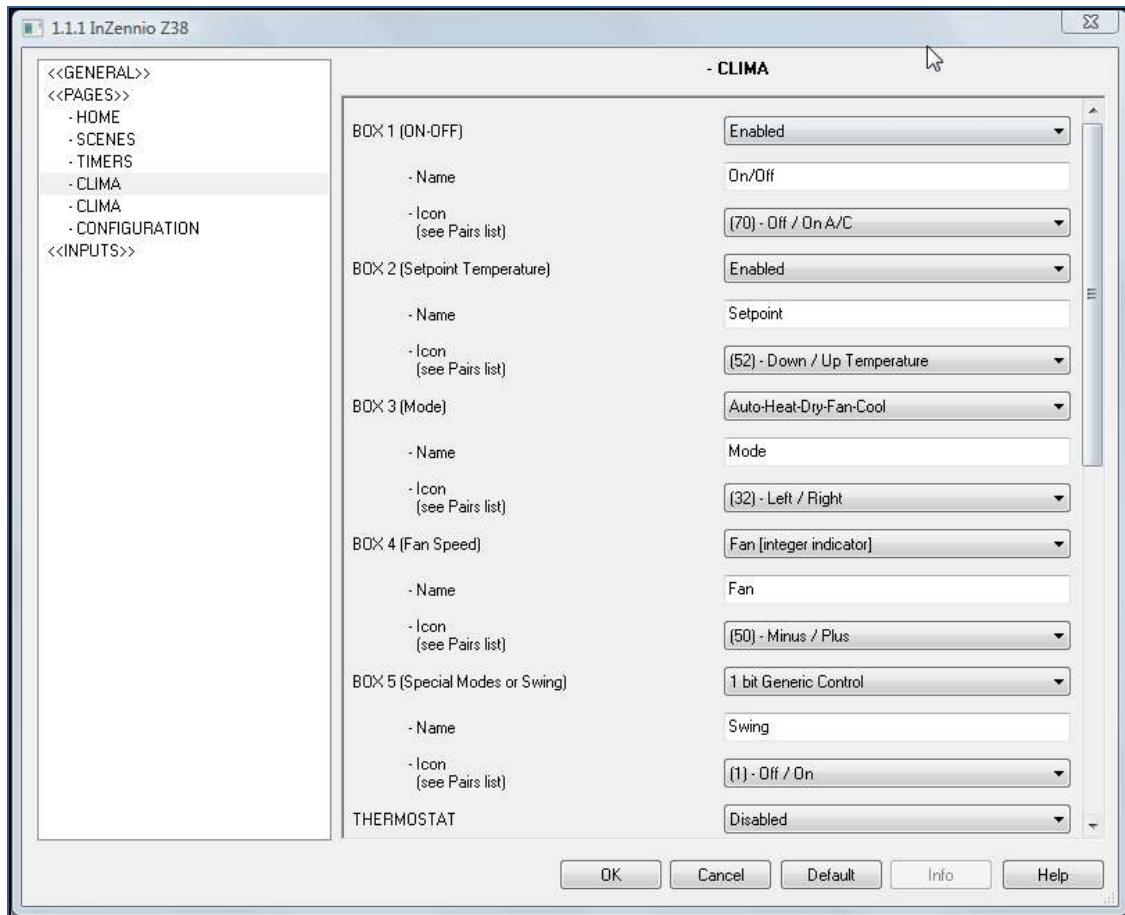 1.1.1 InZennio Z38
<<GENERAL>>
<<PAGES>>
- HOME
- SCENES
- TIMERS
- CLIMA
- CLIMA
- CONFIGURATION
<<INPUTS>>
- CLIMA
BOX 1 (ON-OFF) Enabled
- Name On/Off
- Icon
(see Pairs list) (70) - Off / On A/C
BOX 2 (Setpoint Temperature) Enabled
- Name Setpoint
- Icon
(see Pairs list) (52) - Down / Up Temperature
BOX 3 (Mode) Auto-Heat-Dry-Fan-Cool
- Name Mode
- Icon
(see Pairs list) (32) - Left / Right
BOX 4 (Fan Speed) Fan [integer indicator]
- Name Fan
- Icon
(see Pairs list) (50) - Minus / Plus
BOX 5 (Special Modes or Swing) 1 bit Generic Control
- Name Swing
- Icon
(see Pairs list) (1) - Off / On
THERMOSTAT Disabled
OK Cancel Default Info Help